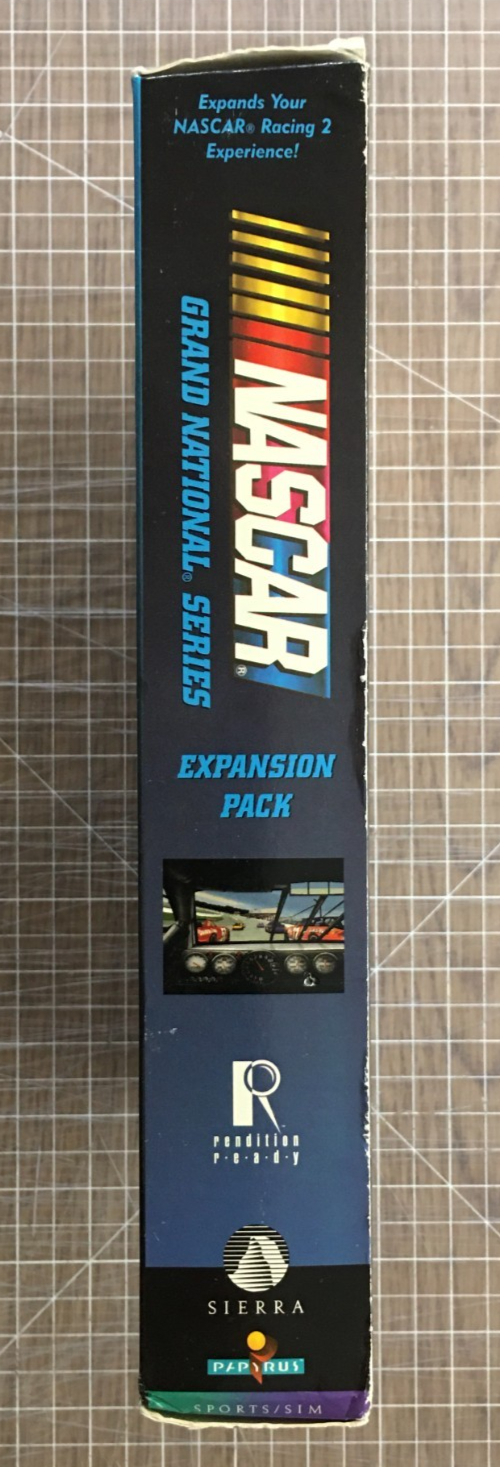 Expands Your
NASCAR® Racing 2
Experience!
NASCAR®
GRAND NATIONAL® SERIES
EXPANSION
PACK
R
rendition
r·e·a·d·y
SIERRA
PAPYRUS
SPORTS/SIM